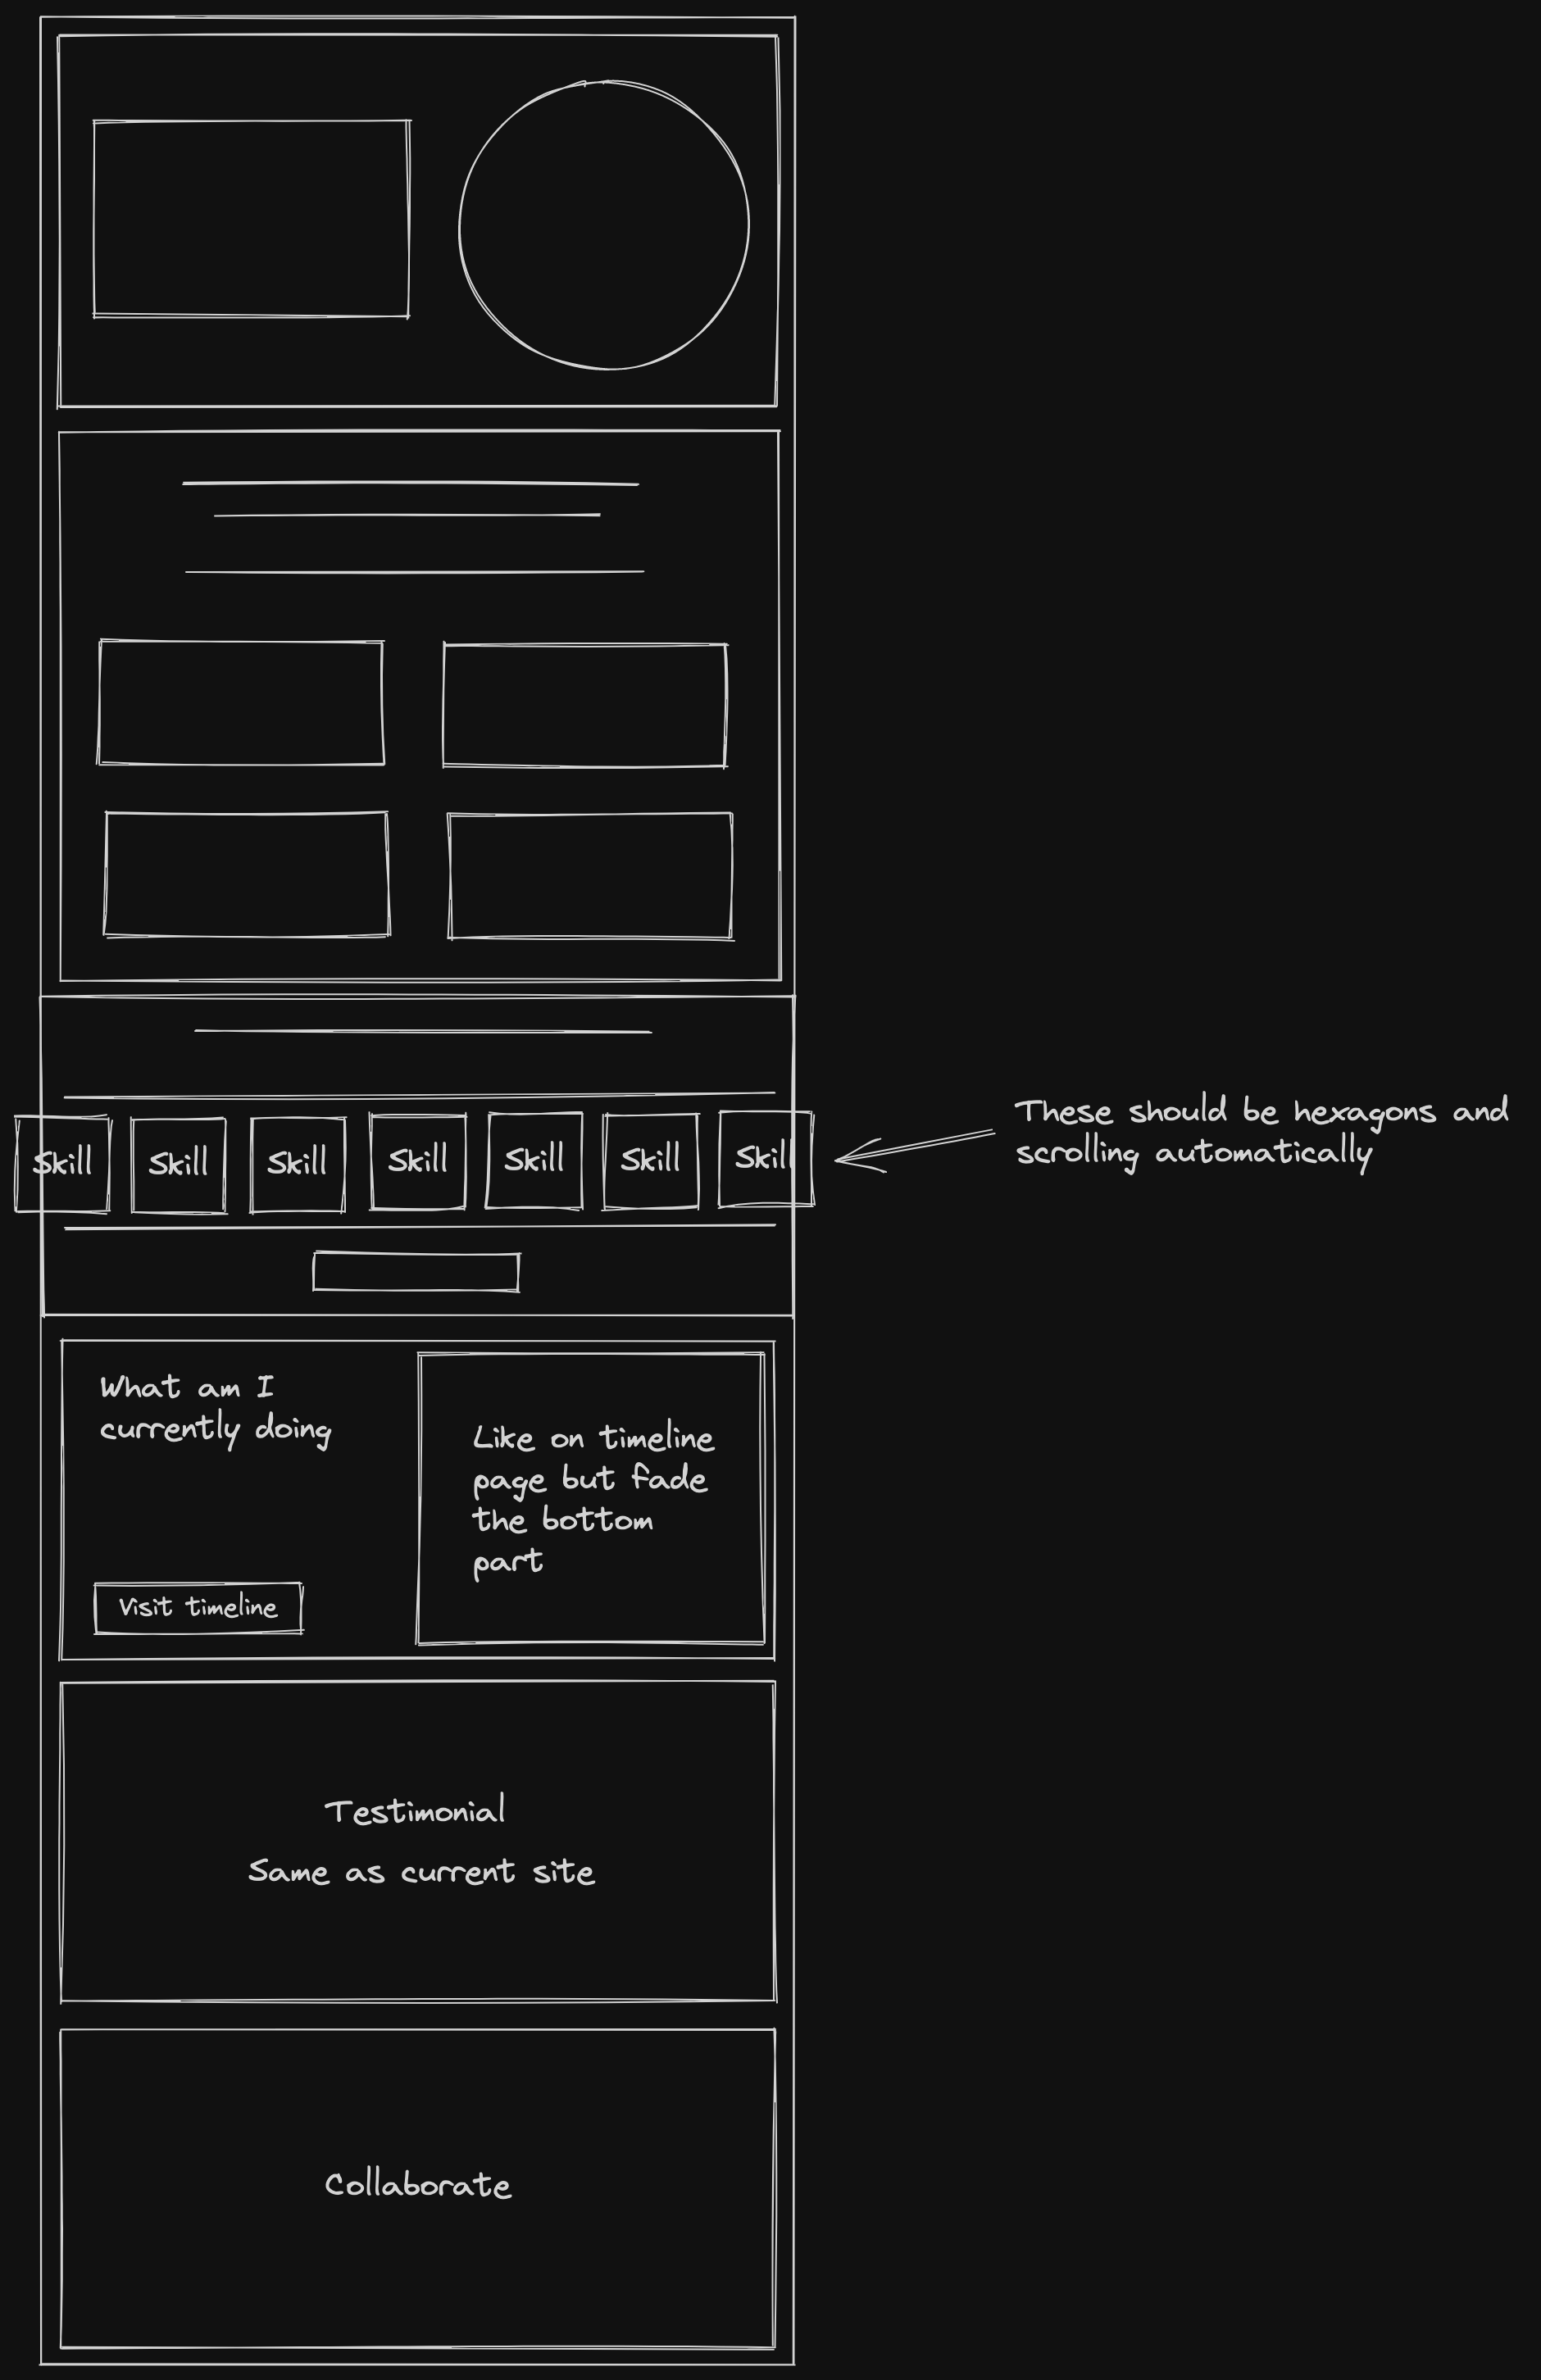 Skill
Skill
Skill
Skill
Skill
Skill
Skill
These should be hexagons and
scrolling automatically
What am I
currently doing
Like on timeline
page but fade
the bottom
part
Visit timeline
Testimonial
Same as current site
Collaborate